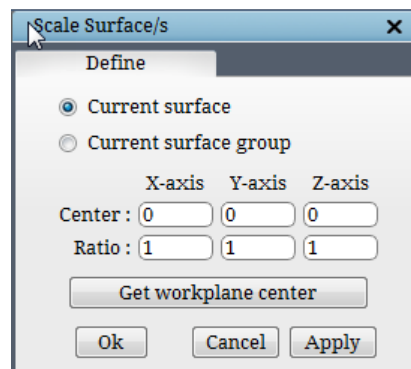 Scale Surface/s
Define
Current surface
Current surface group
X-axis Y-axis Z-axis
Center : 0 0 0
Ratio : 1 1 1
Get workplane center
Ok Cancel Apply